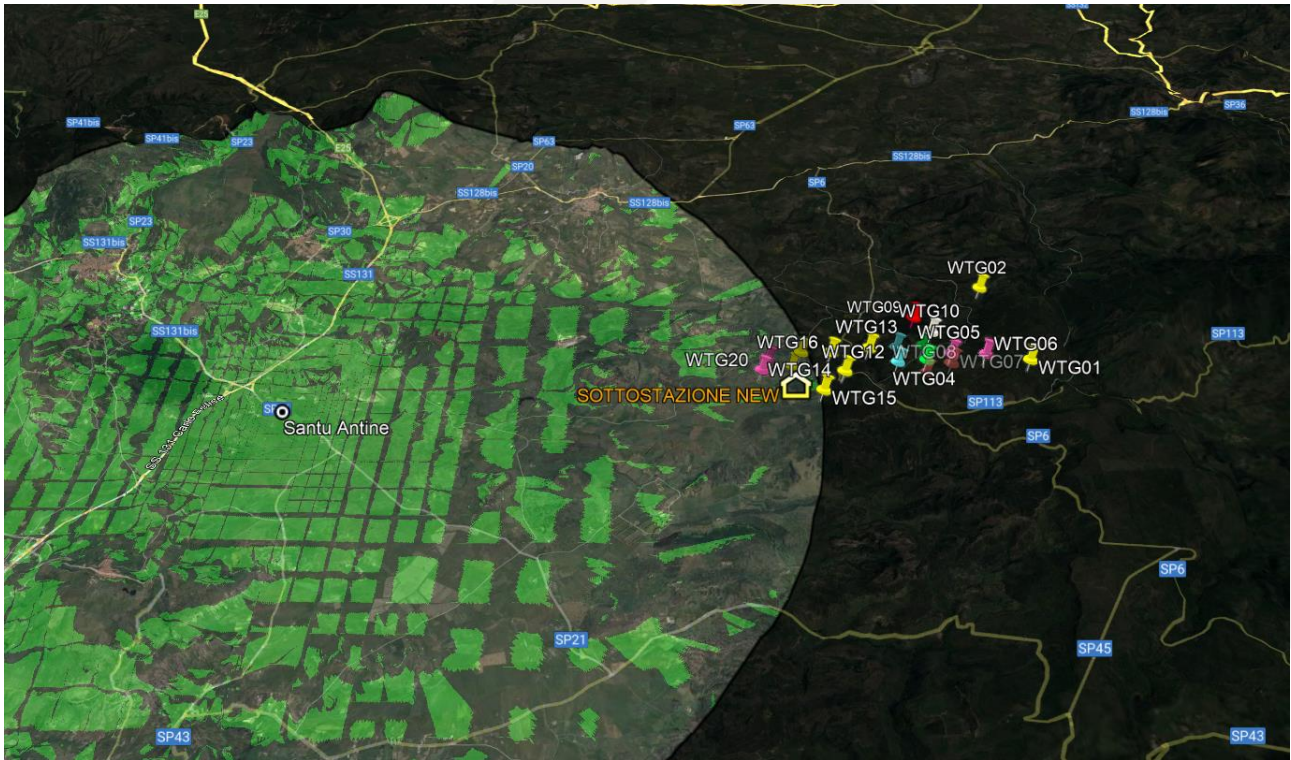 E25
SS132
SP41bis
SP41bis
SP23
E25
SP63
SP63
SP20
SS128bis
SS128bis
SS128bis
SP6
SS128bis
SP36
SP23
SS131bis
SP30
SS131
SS131bis
WTG02
WTG09
WTG10
WTG13
WTG05
WTG16
WTG12
WTG08
WTG06
WTG20
WTG14
WTG04
WTG07
WTG01
SP113
SOTTOSTAZIONE NEW
WTG15
SP113
Santu Antine
SP6
SP6
SP21
SP45
SP43
SP43